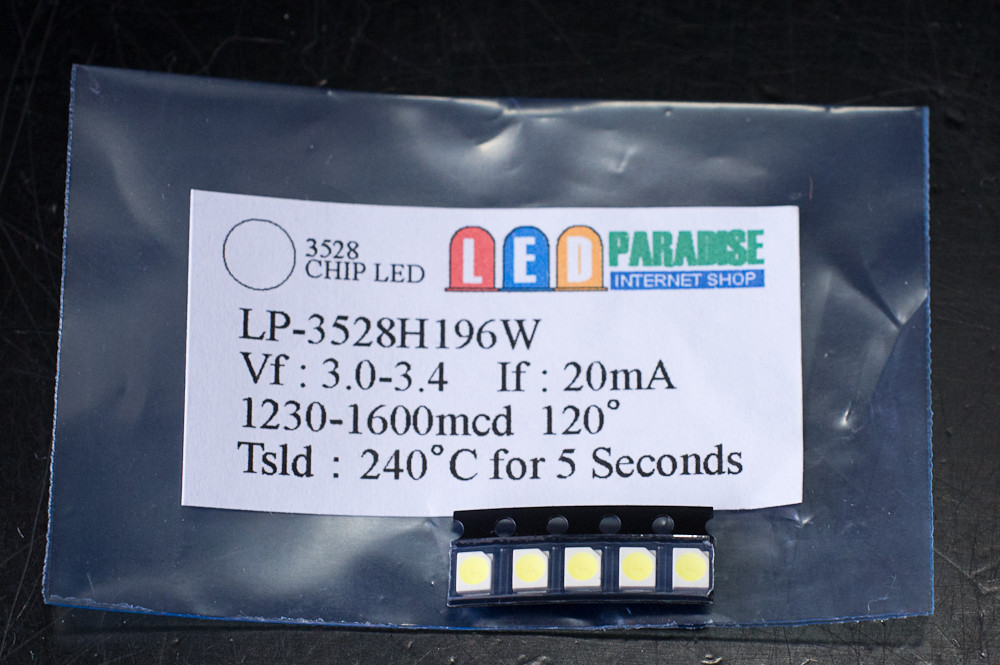 3528
CHIP LED
LED PARADISE
INTERNET SHOP
LP-3528H196W
Vf : 3.0-3.4 If : 20mA
1230-1600mcd 120°
Tsld : 240°C for 5 Seconds